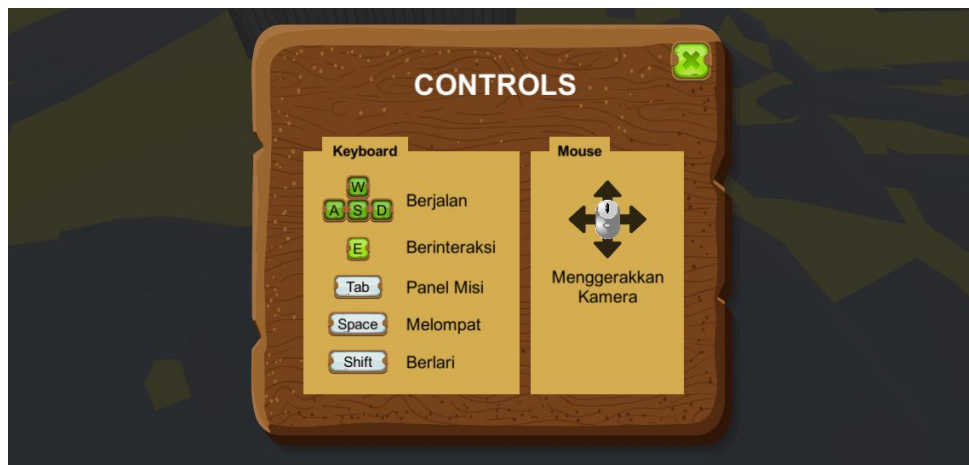 CONTROLS
Keyboard
W
A S D
Berjalan
E
Berinteraksi
Tab
Panel Misi
Space
Melompat
Shift
Berlari
Mouse
Menggerakkan
Kamera